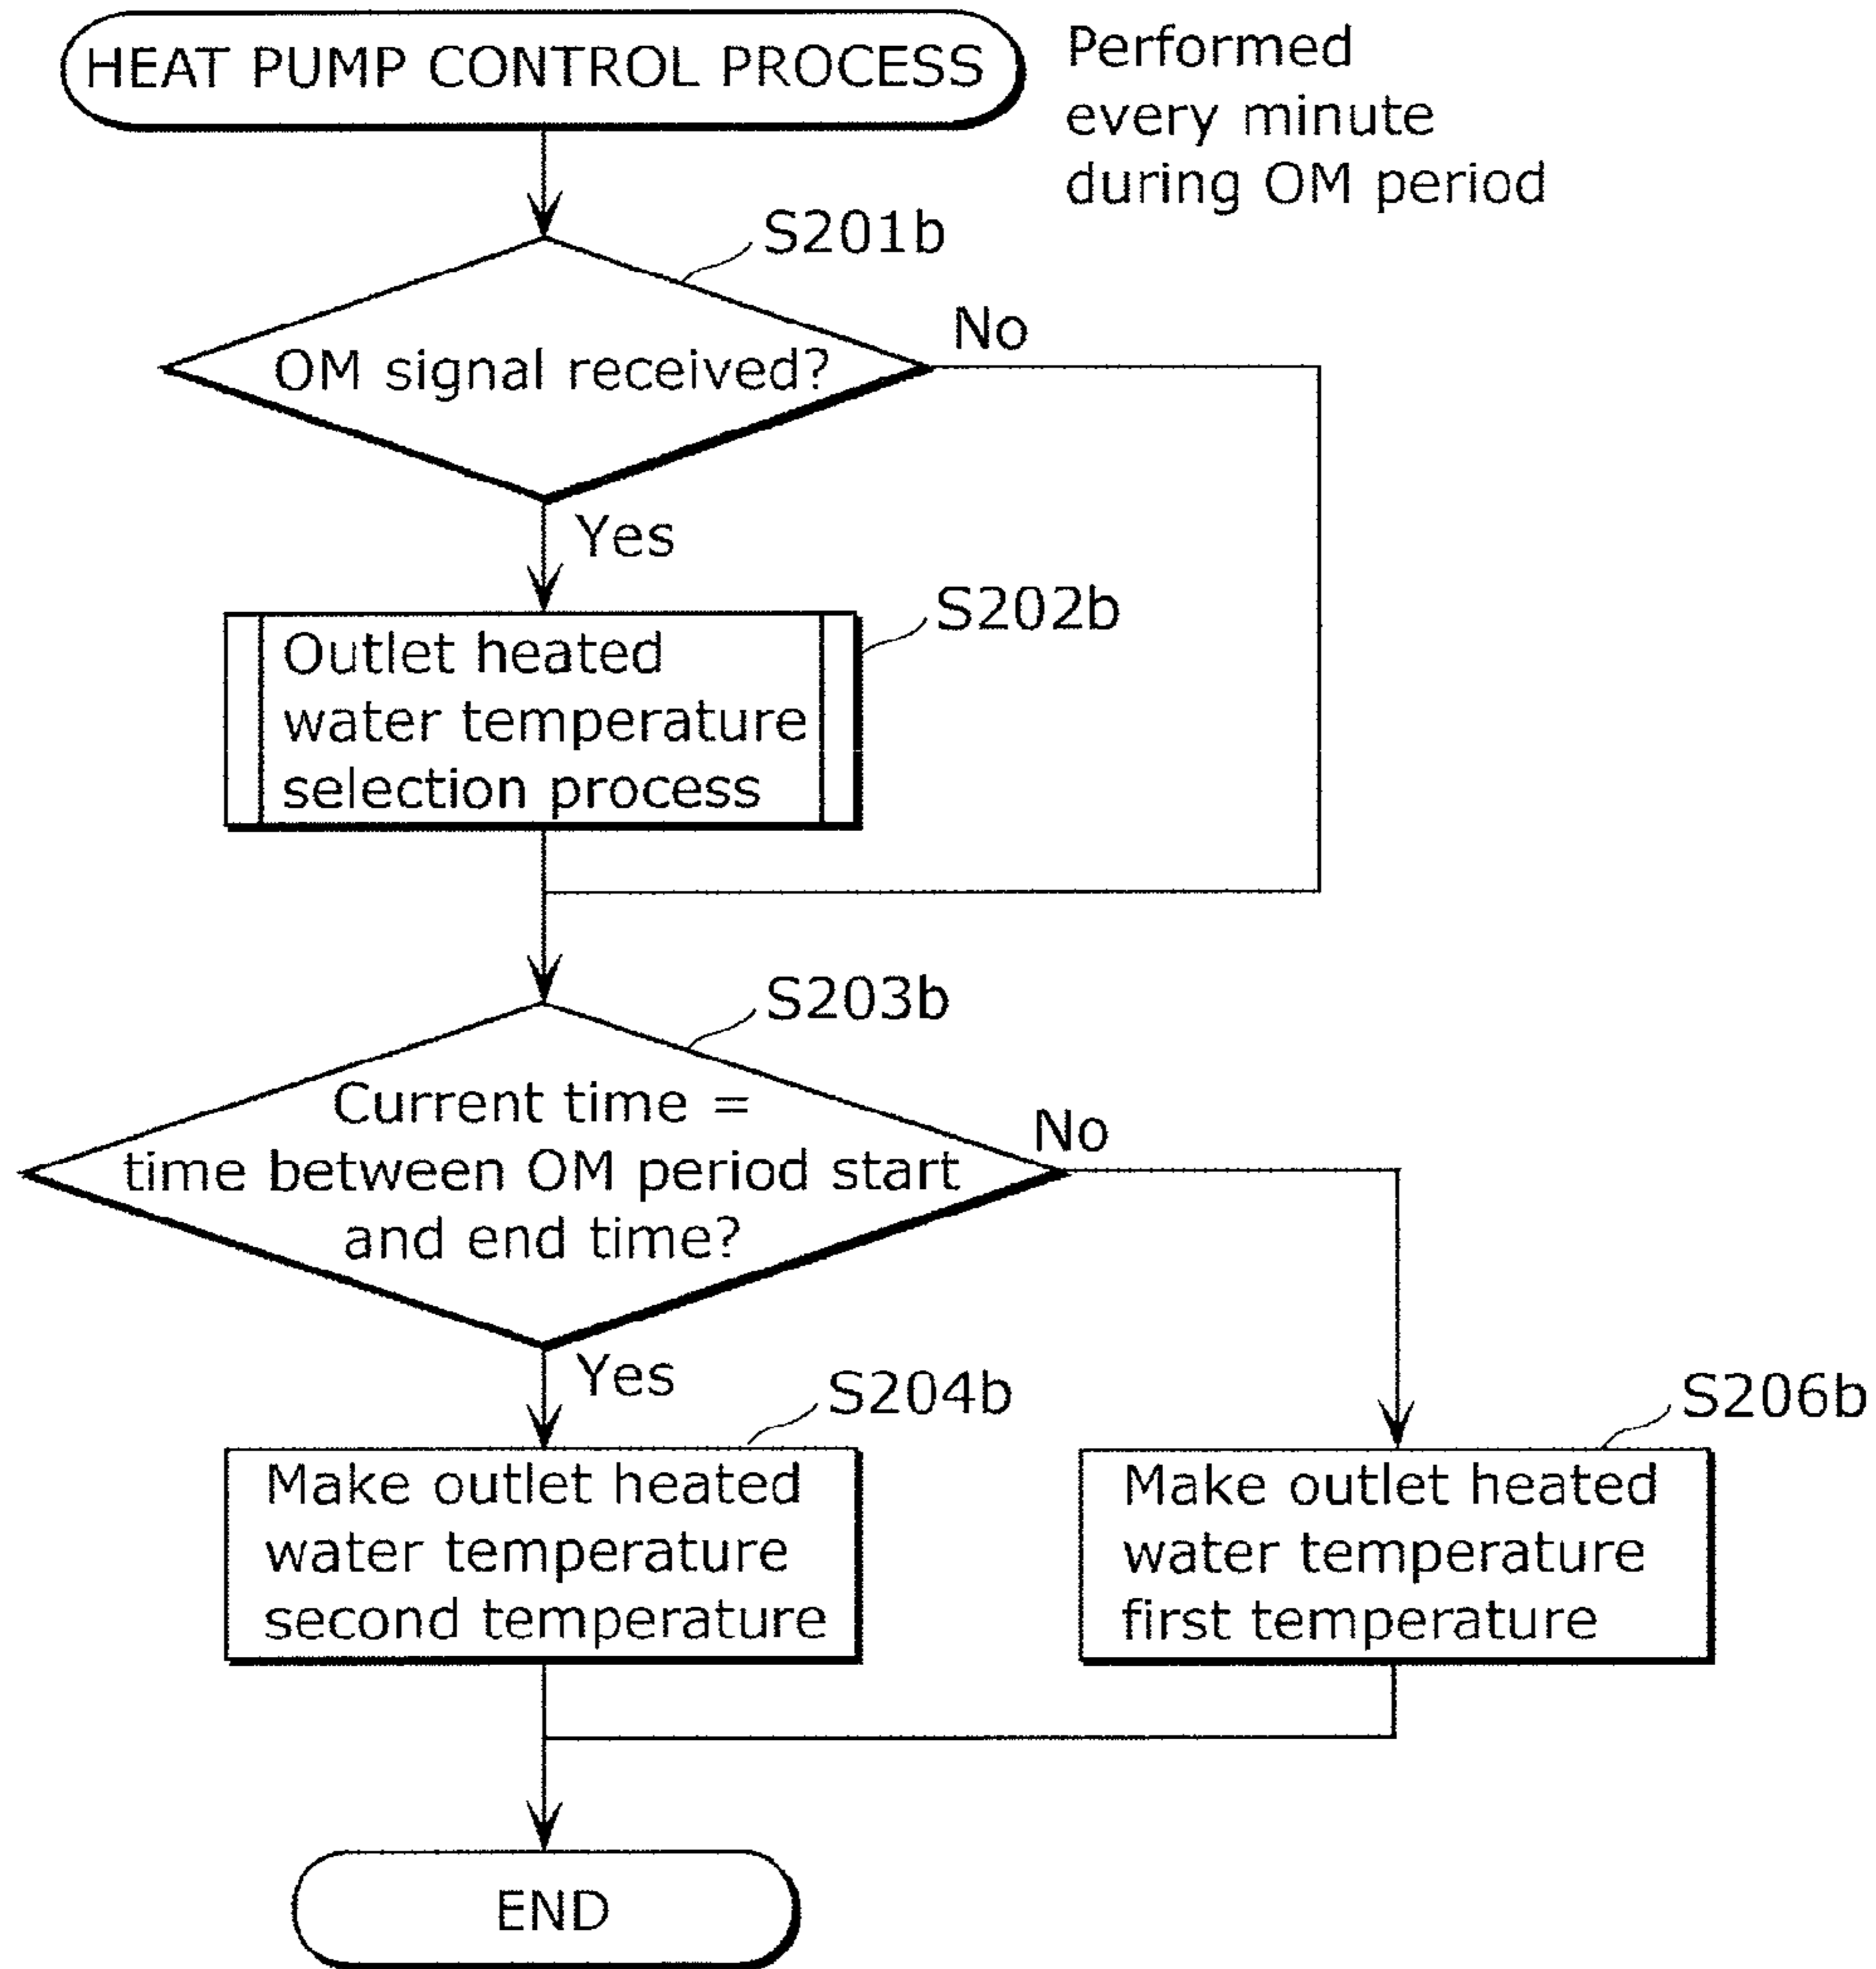 HEAT PUMP CONTROL PROCESS
Performed
every minute
during OM period
S201b
OM signal received?
No
Yes
S202b
Outlet heated
water temperature
selection process
S203b
Current time =
time between OM period start
and end time?
No
Yes
S204b
Make outlet heated
water temperature
second temperature
S206b
Make outlet heated
water temperature
first temperature
END